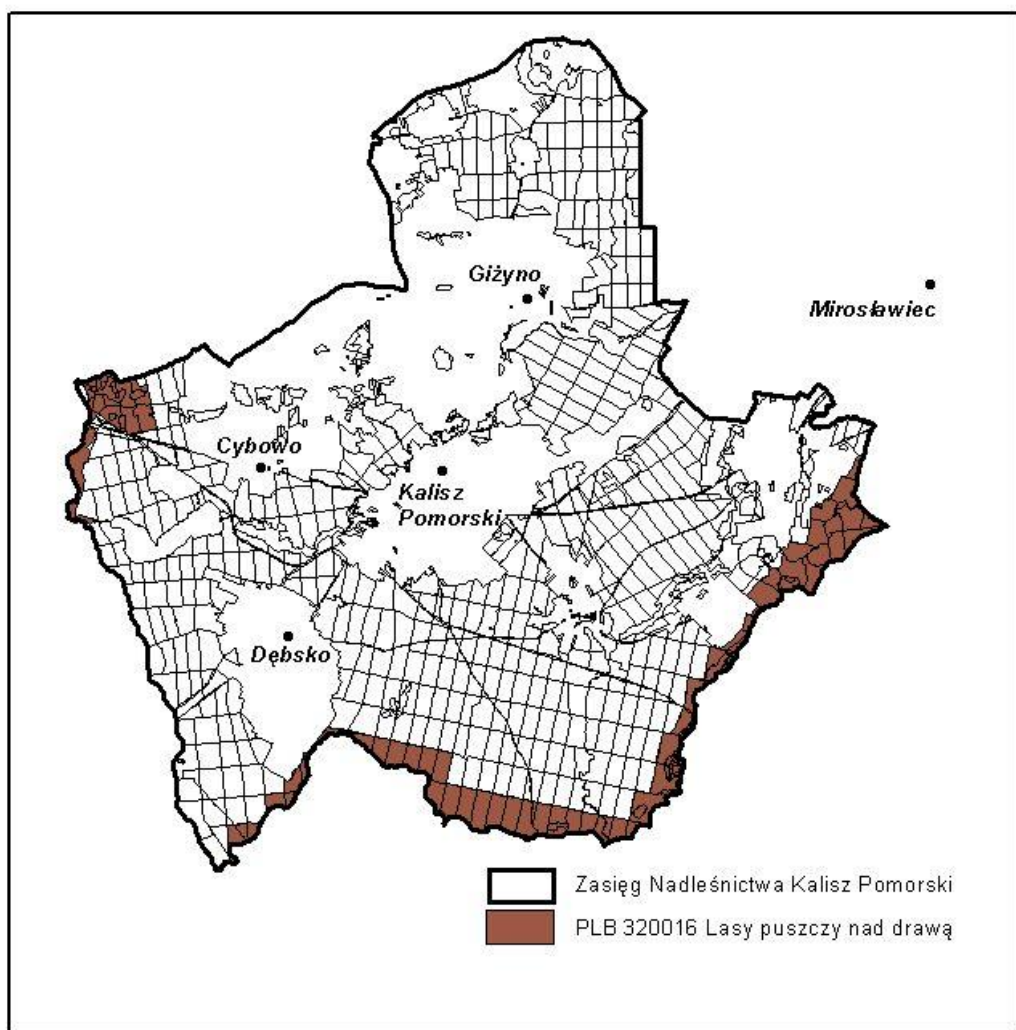 Giżyno
Mirosławiec
Cybowo
Kalisz
Pomorski
Dębsko
Zasięg Nadleśnictwa Kalisz Pomorski
PLB 320016 Lasy puszczy nad drawą